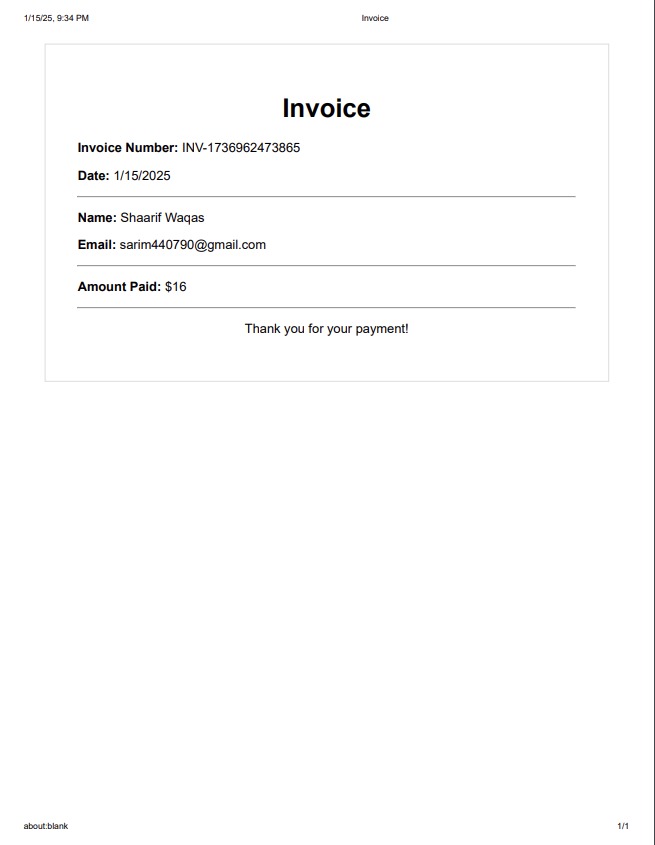 1/15/25, 9:34 PM Invoice
Invoice
Invoice Number: INV-1736962473865
Date: 1/15/2025
Name: Shaarif Waqas
Email: sarim440790@gmail.com
Amount Paid: $16
Thank you for your payment!
about:blank 1/1